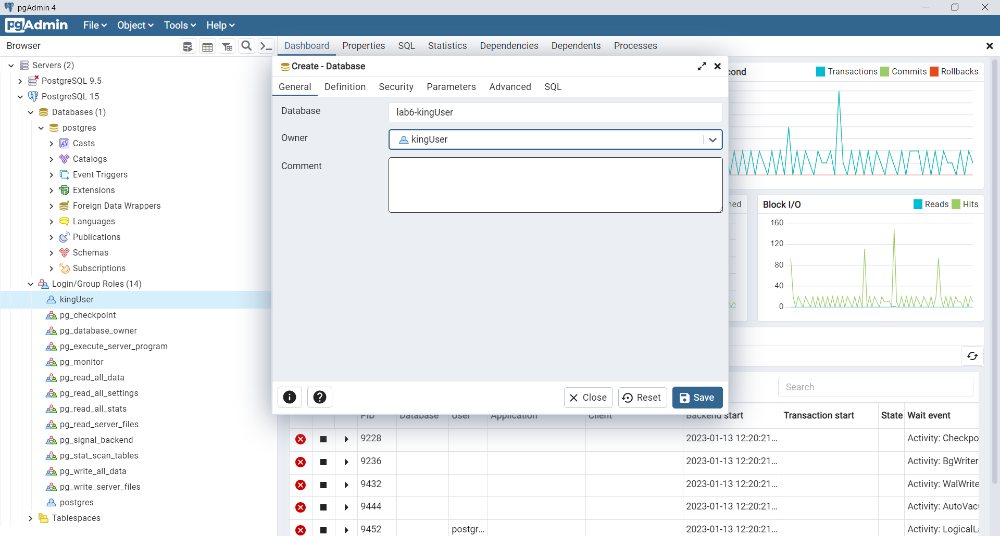 pgAdmin 4
pgAdmin File Object Tools Help
Browser
Dashboard Properties SQL Statistics Dependencies Dependents Processes
Servers (2)
PostgreSQL 9.5
PostgreSQL 15
Databases (1)
postgres
Casts
Catalogs
Event Triggers
Extensions
Foreign Data Wrappers
Languages
Publications
Schemas
Subscriptions
Login/Group Roles (14)
kingUser
pg_checkpoint
pg_database_owner
pg_execute_server_program
pg_monitor
pg_read_all_data
pg_read_all_settings
pg_read_all_stats
pg_read_server_files
pg_signal_backend
pg_stat_scan_tables
pg_write_all_data
pg_write_server_files
postgres
Tablespaces
Create - Database
General Definition Security Parameters Advanced SQL
Database lab6-kingUser
Owner kingUser
Comment
Close Reset Save
cond Transactions Commits Rollbacks
ned
Block I/O Reads Hits
160
120
80
40
0
Search
PID Database User Application Client Backend start Transaction start State Wait event
9228 2023-01-13 12:20:21... Activity: Checkpo
9236 2023-01-13 12:20:21... Activity: BgWriter
9432 2023-01-13 12:20:21... Activity: WalWrite
9444 2023-01-13 12:20:21... Activity: AutoVac
9452 postgr... 2023-01-13 12:20:21... Activity: LogicalL